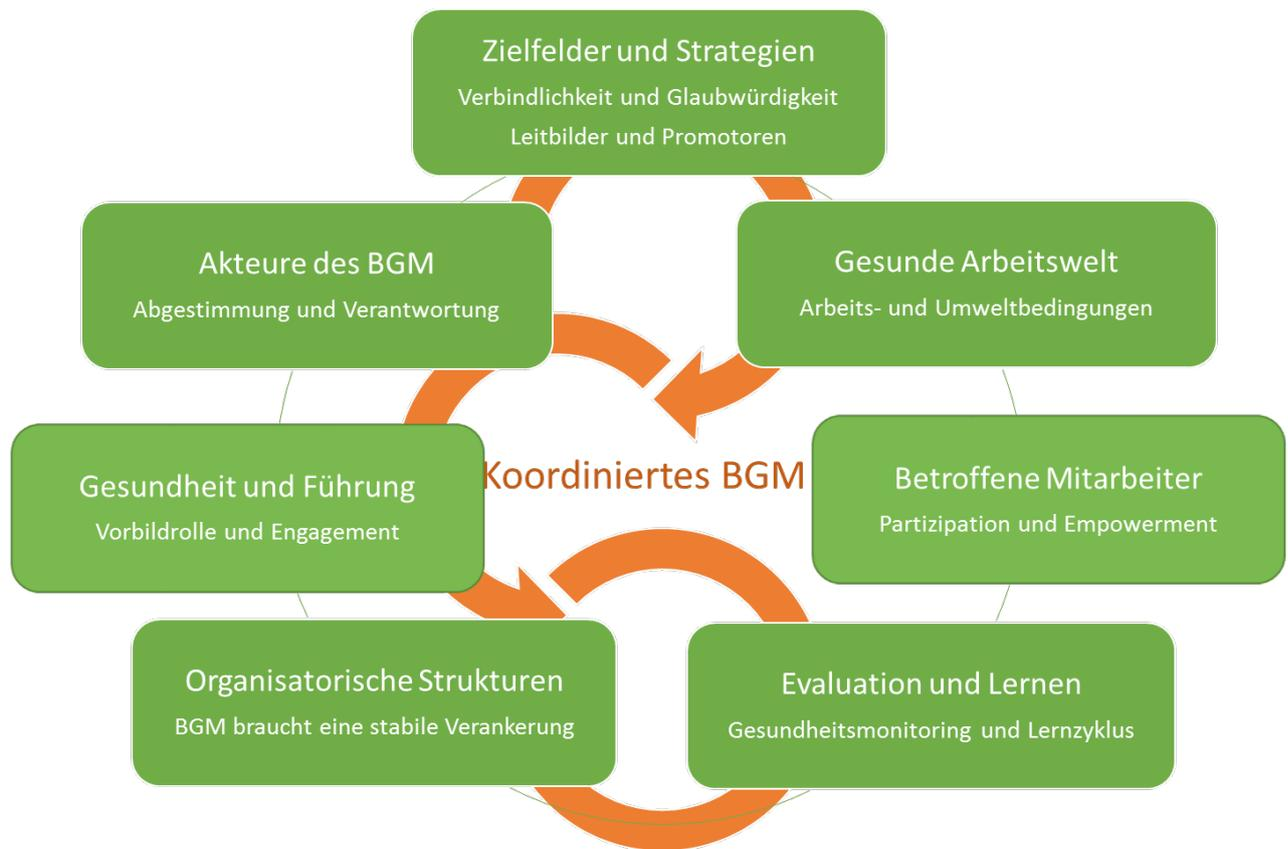 Zielfelder und Strategien
Verbindlichkeit und Glaubwürdigkeit
Leitbilder und Promotoren
Akteure des BGM
Abgestimmung und Verantwortung
Gesunde Arbeitswelt
Arbeits- und Umweltbedingungen
Gesundheit und Führung
Vorbildrolle und Engagement
Koordiniertes BGM
Betroffene Mitarbeiter
Partizipation und Empowerment
Organisatorische Strukturen
BGM braucht eine stabile Verankerung
Evaluation und Lernen
Gesundheitsmonitoring und Lernzyklus